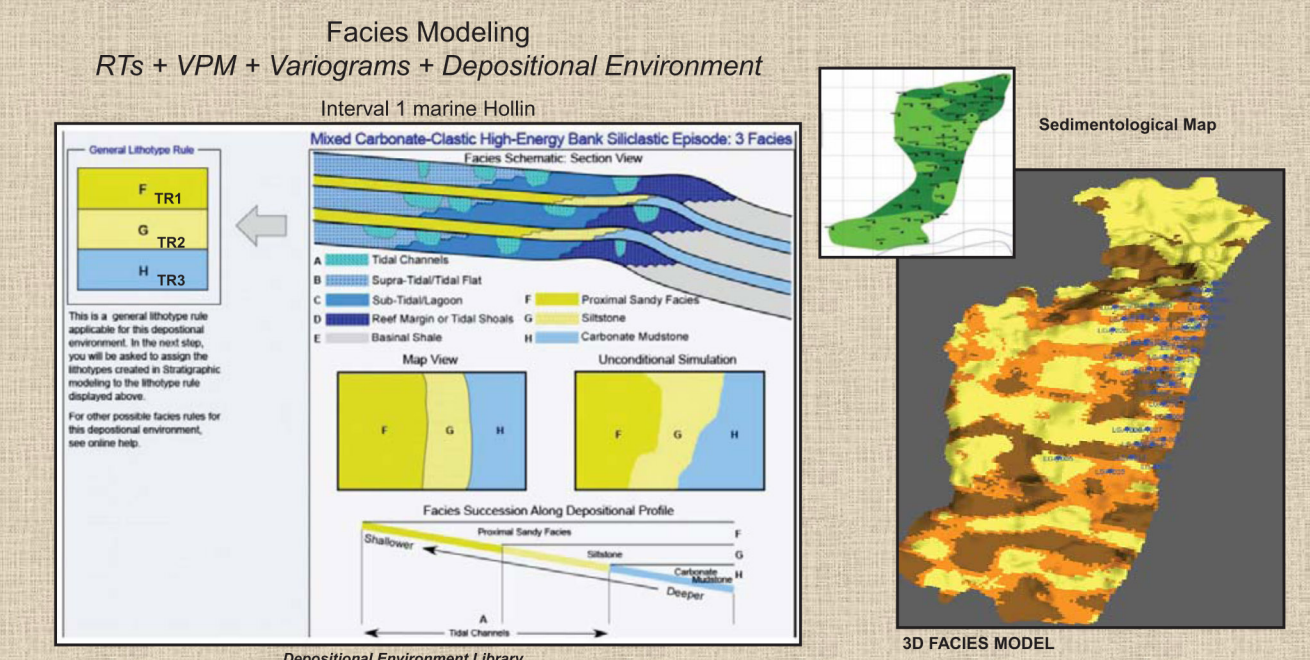 Facies Modeling
RTs + VPM + Variograms + Depositional Environment
Interval 1 marine Hollin
General Lithotype Rule
F TR1
G TR2
H TR3
This is a general lithotype rule
applicable for this depostional
environment. In the next step,
you will be asked to assign the
lithotypes created in Stratigraphic
modeling to the lithotype rule
displayed above.
For other possible facies rules for
this depostional environment,
see online help.
Mixed Carbonate-Clastic High-Energy Bank Siliclastic Episode: 3 Facies
Facies Schematic: Section View
A Tidal Channels
B Supra-Tidal/Tidal Flat
C Sub-Tidal/Lagoon
D Reef Margin or Tidal Shoals
E Basinal Shale
F Proximal Sandy Facies
G Siltstone
H Carbonate Mudstone
Map View
F G H
Unconditional Simulation
F G H
Facies Succession Along Depositional Profile
Proximal Sandy Facies F
Shallower
Siltstone G
Carbonate
Mudstone H
Deeper
A
Tidal Channels
Depositional Environment Library
Sedimentological Map
3D FACIES MODEL